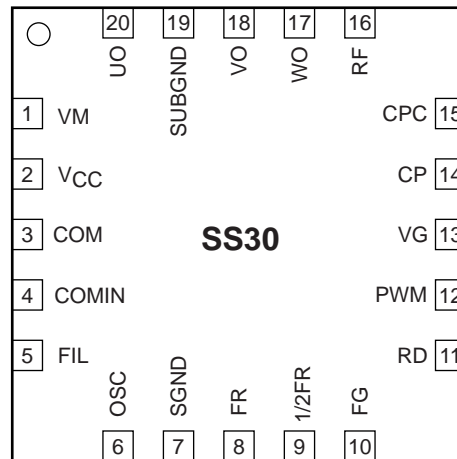 20 19 18 17 16
UO SUBGND VO WO RF
1 VM CPC 15
2 VCC CP 14
3 COM SS30 VG 13
4 COMIN PWM 12
5 FIL RD 11
OSC SGND FR 1/2FR FG
6 7 8 9 10